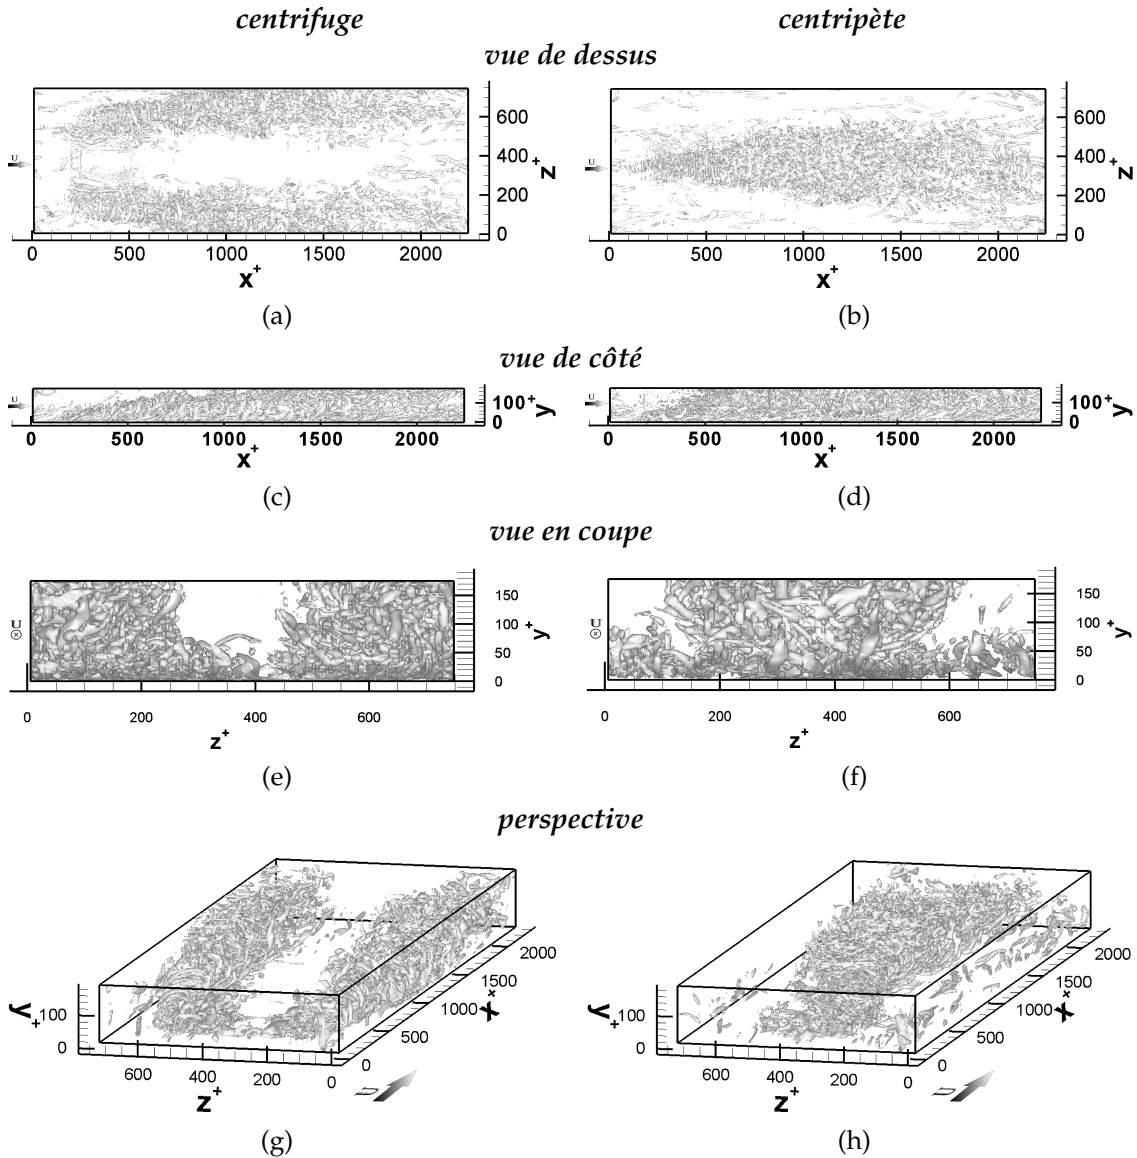 centrifuge centripète
vue de dessus
U 0 200 400 600 z+
0 500 1000 1500 2000
x+
(a)
U 0 200 400 600 z+
0 500 1000 1500 2000
x+
(b)
vue de côté
U 100 0 y+
0 500 1000 1500 2000
x+
(c)
U 100 0 y+
0 500 1000 1500 2000
x+
(d)
vue en coupe
U 150 100 50 0 y+
0 200 400 600
z+
(e)
U 150 100 50 0 y+
0 200 400 600
z+
(f)
perspective
y+ 100 0
600 400 200 0
z+
0 500 1000 1500 2000
x+
U
(g)
y+ 100 0
600 400 200 0
z+
0 500 1000 1500 2000
x+
U
(h)